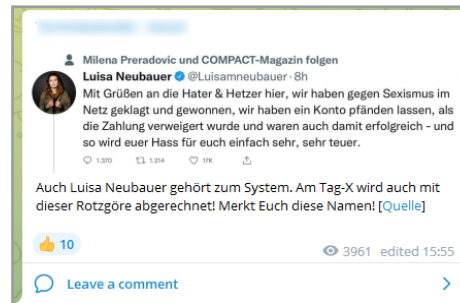 Milena Preradovic und COMPACT-Magazin folgen
Luisa Neubauer @Luisamneubauer · 8h
Mit Grüßen an die Hater & Hetzer hier, wir haben gegen Sexismus im
Netz geklagt und gewonnen, wir haben ein Konto pfänden lassen, als
die Zahlung verweigert wurde und waren auch damit erfolgreich - und
so wird euer Hass für euch einfach sehr, sehr teuer.
1.370 1.214 17K
Auch Luisa Neubauer gehört zum System. Am Tag-X wird auch mit
dieser Rotzgöre abgerechnet! Merkt Euch diese Namen! [Quelle]
👍 10
3961 edited 15:55
Leave a comment